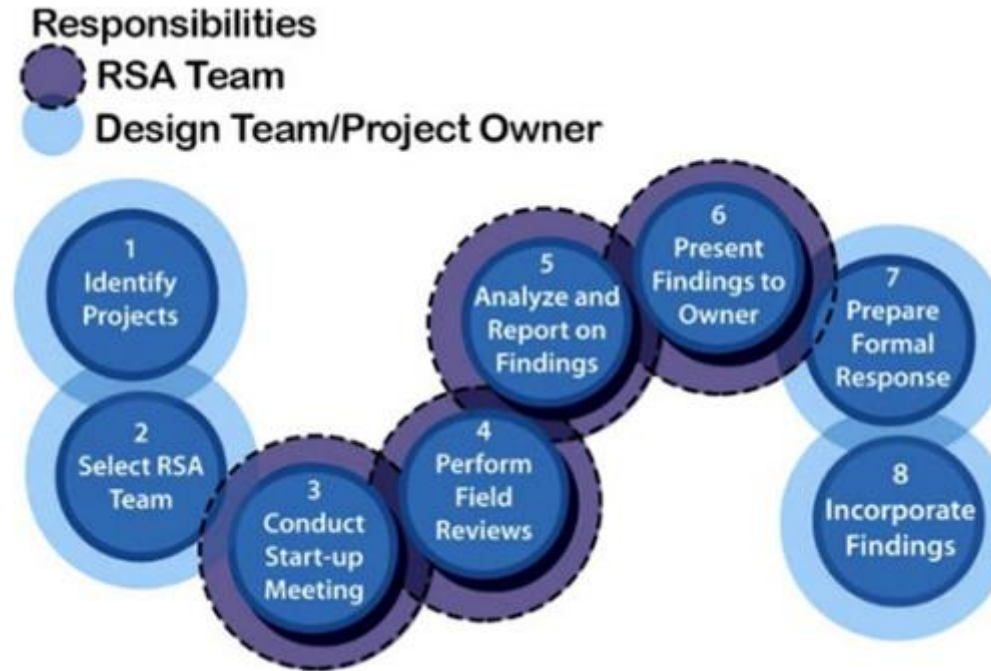 Responsibilities
RSA Team
Design Team/Project Owner
1
Identify
Projects
2
Select RSA
Team
3
Conduct
Start-up
Meeting
4
Perform
Field
Reviews
5
Analyze and
Report on
Findings
6
Present
Findings to
Owner
7
Prepare
Formal
Response
8
Incorporate
Findings